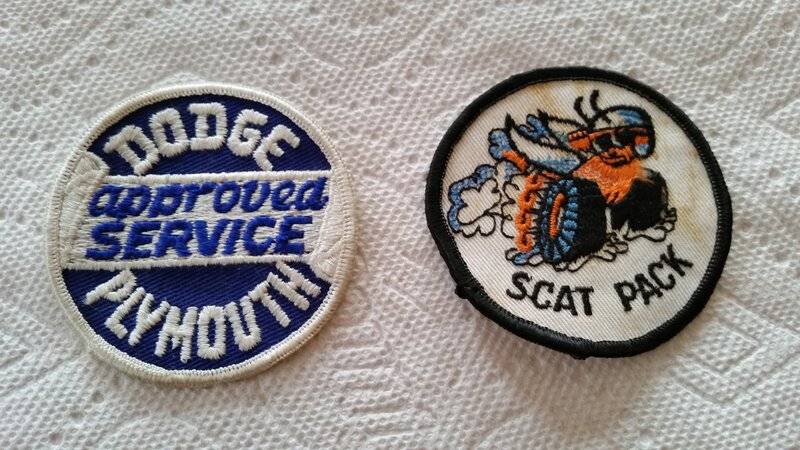 DODGE
approved
SERVICE
PLYMOUTH
SCAT PACK